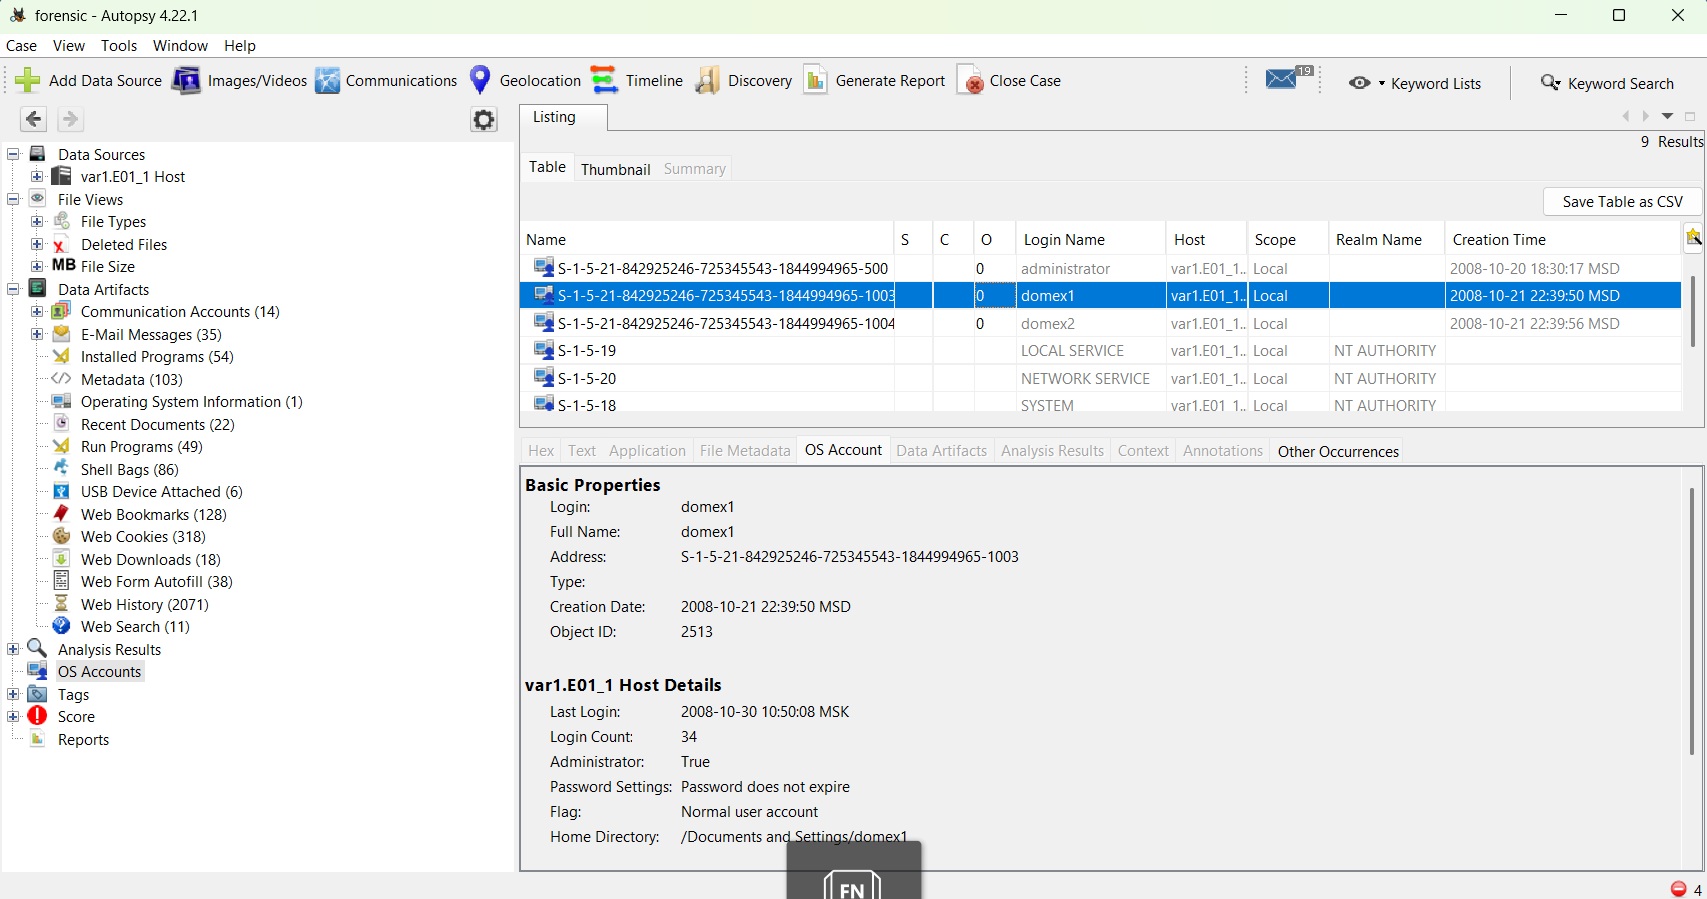 forensic - Autopsy 4.22.1
Case View Tools Window Help
Add Data Source Images/Videos Communications Geolocation Timeline Discovery Generate Report Close Case 19 Keyword Lists Keyword Search
Listing
9 Results
Table Thumbnail Summary
Save Table as CSV
Name S C O Login Name Host Scope Realm Name Creation Time
S-1-5-21-842925246-725345543-1844994965-500 0 administrator var1.E01_1... Local 2008-10-20 18:30:17 MSD
S-1-5-21-842925246-725345543-1844994965-1003 0 domex1 var1.E01_1... Local 2008-10-21 22:39:50 MSD
S-1-5-21-842925246-725345543-1844994965-1004 0 domex2 var1.E01_1... Local 2008-10-21 22:39:56 MSD
S-1-5-19 LOCAL SERVICE var1.E01_1... Local NT AUTHORITY
S-1-5-20 NETWORK SERVICE var1.E01_1... Local NT AUTHORITY
S-1-5-18 SYSTEM var1.E01_1... Local NT AUTHORITY
Data Sources
var1.E01_1 Host
File Views
File Types
Deleted Files
MB File Size
Data Artifacts
Communication Accounts (14)
E-Mail Messages (35)
Installed Programs (54)
Metadata (103)
Operating System Information (1)
Recent Documents (22)
Run Programs (49)
Shell Bags (86)
USB Device Attached (6)
Web Bookmarks (128)
Web Cookies (318)
Web Downloads (18)
Web Form Autofill (38)
Web History (2071)
Web Search (11)
Analysis Results
OS Accounts
Tags
Score
Reports
Hex Text Application File Metadata OS Account Data Artifacts Analysis Results Context Annotations Other Occurrences
Basic Properties
Login: domex1
Full Name: domex1
Address: S-1-5-21-842925246-725345543-1844994965-1003
Type:
Creation Date: 2008-10-21 22:39:50 MSD
Object ID: 2513
var1.E01_1 Host Details
Last Login: 2008-10-30 10:50:08 MSK
Login Count: 34
Administrator: True
Password Settings: Password does not expire
Flag: Normal user account
Home Directory: /Documents and Settings/domex1
FN
4